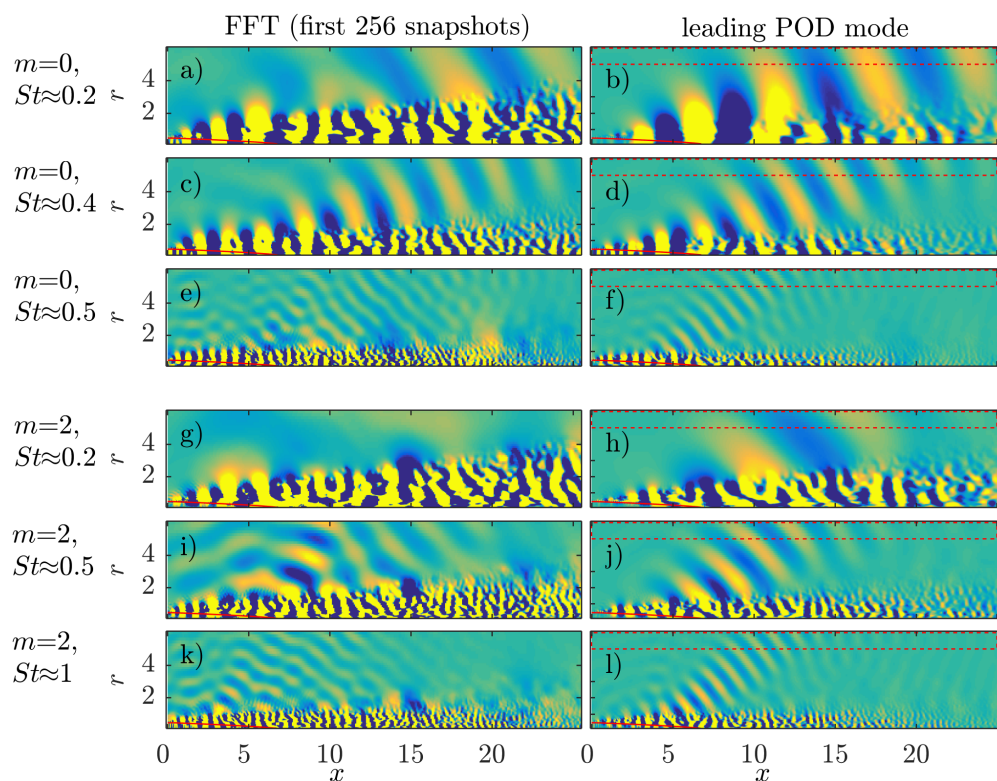 FFT (first 256 snapshots) leading POD mode
m=0,
St≈0.2
r
4
2
a) b)
m=0,
St≈0.4
r
4
2
c) d)
m=0,
St≈0.5
r
4
2
e) f)
m=2,
St≈0.2
r
4
2
g) h)
m=2,
St≈0.5
r
4
2
i) j)
m=2,
St≈1
r
4
2
k) l)
0 5 10 15 20 0 5 10 15 20
x x